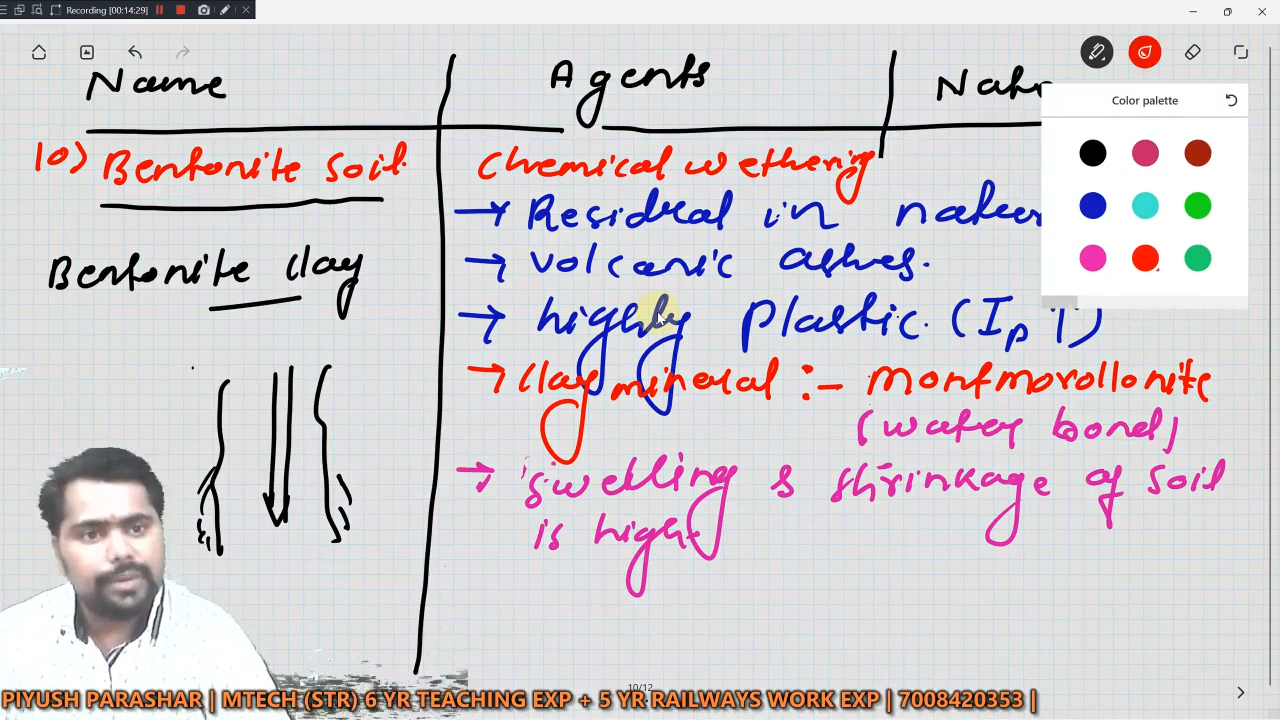 Recording [00:14:29]
Name Agents Natu
Color palette
10) Bentonite soil Chemical wethering
→ Residual in nature
Bentonite clay → volcanic ashes.
→ highly plastic. (Ip ↑)
→ clay mineral :- montmorollonite
(water bond)
→ swelling & shrinkage of soil
is high.
10/12
PIYUSH PARASHAR | MTECH (STR) 6 YR TEACHING EXP + 5 YR RAILWAYS WORK EXP | 7008420353 |